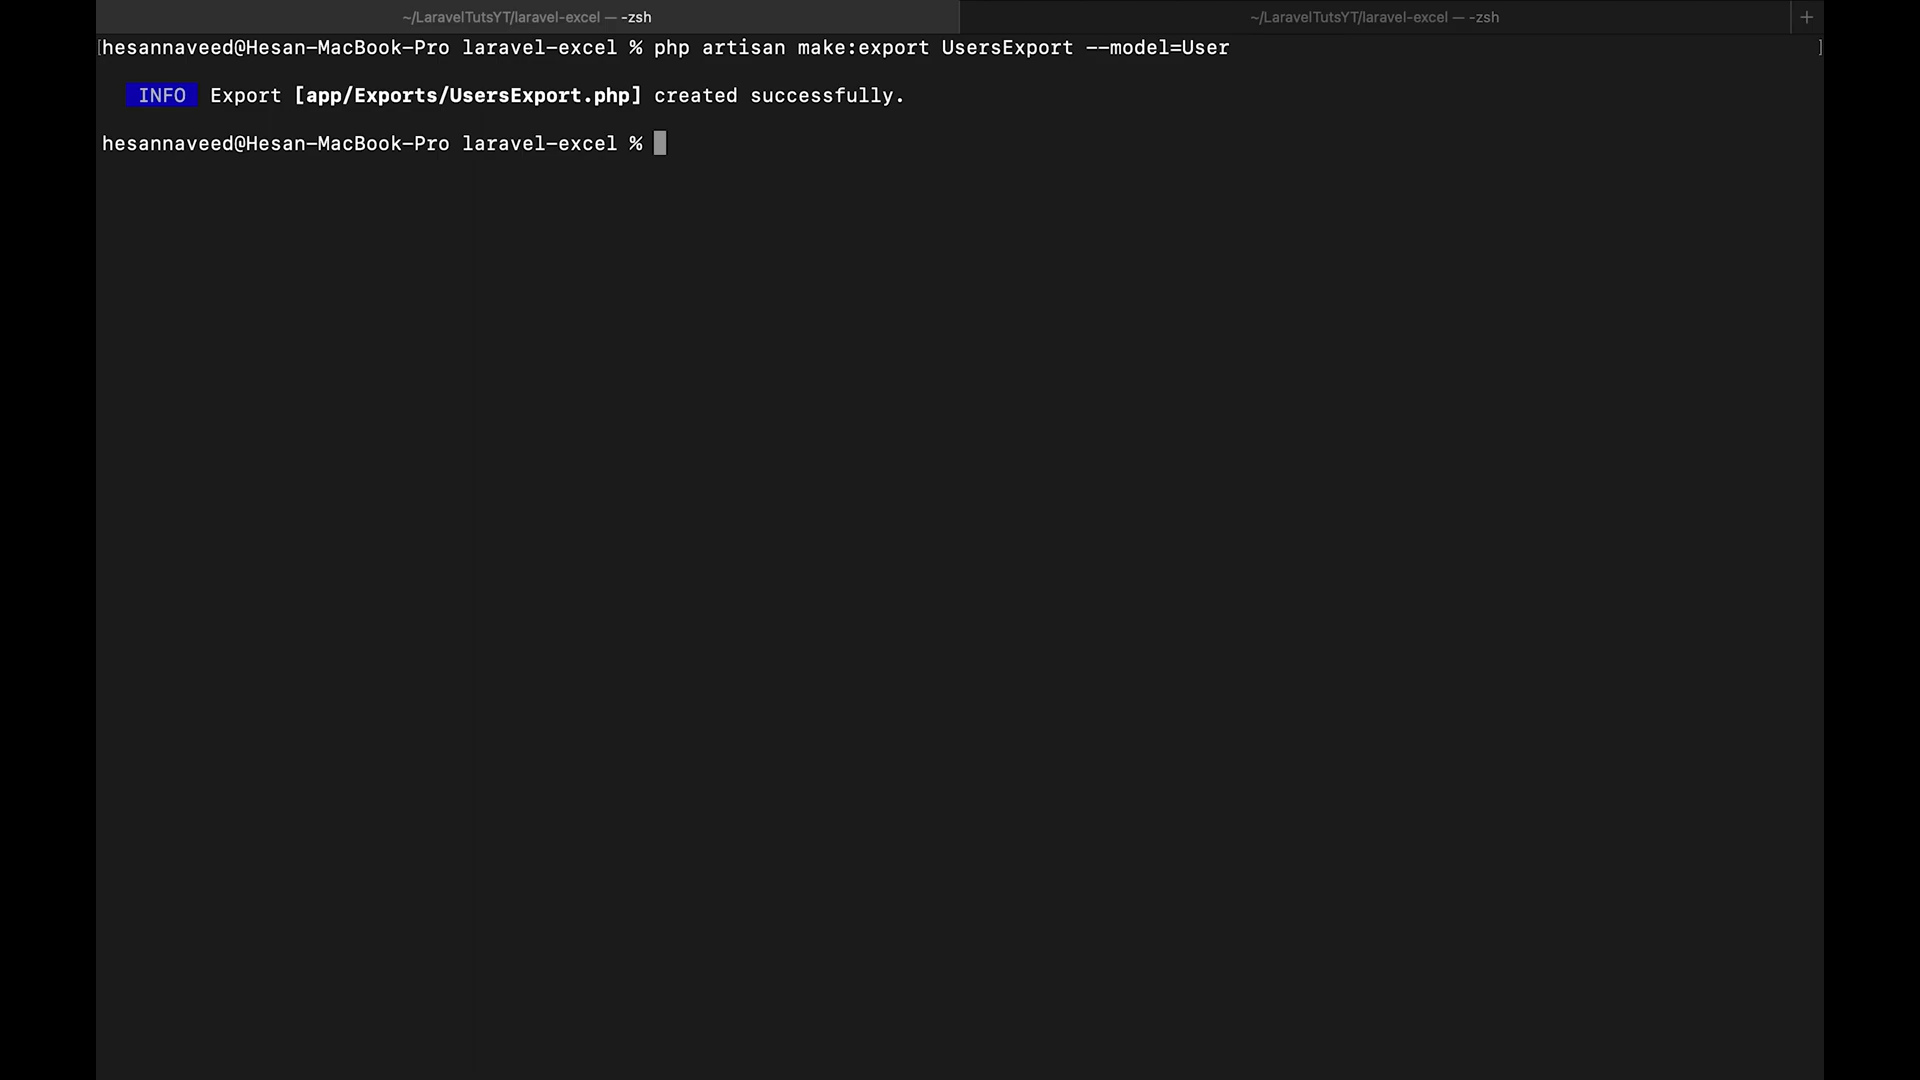 ~/LaravelTutsYT/laravel-excel — -zsh
~/LaravelTutsYT/laravel-excel — -zsh
+
[hesannaveed@Hesan-MacBook-Pro laravel-excel % php artisan make:export UsersExport --model=User ]
INFO Export [app/Exports/UsersExport.php] created successfully.
hesannaveed@Hesan-MacBook-Pro laravel-excel %